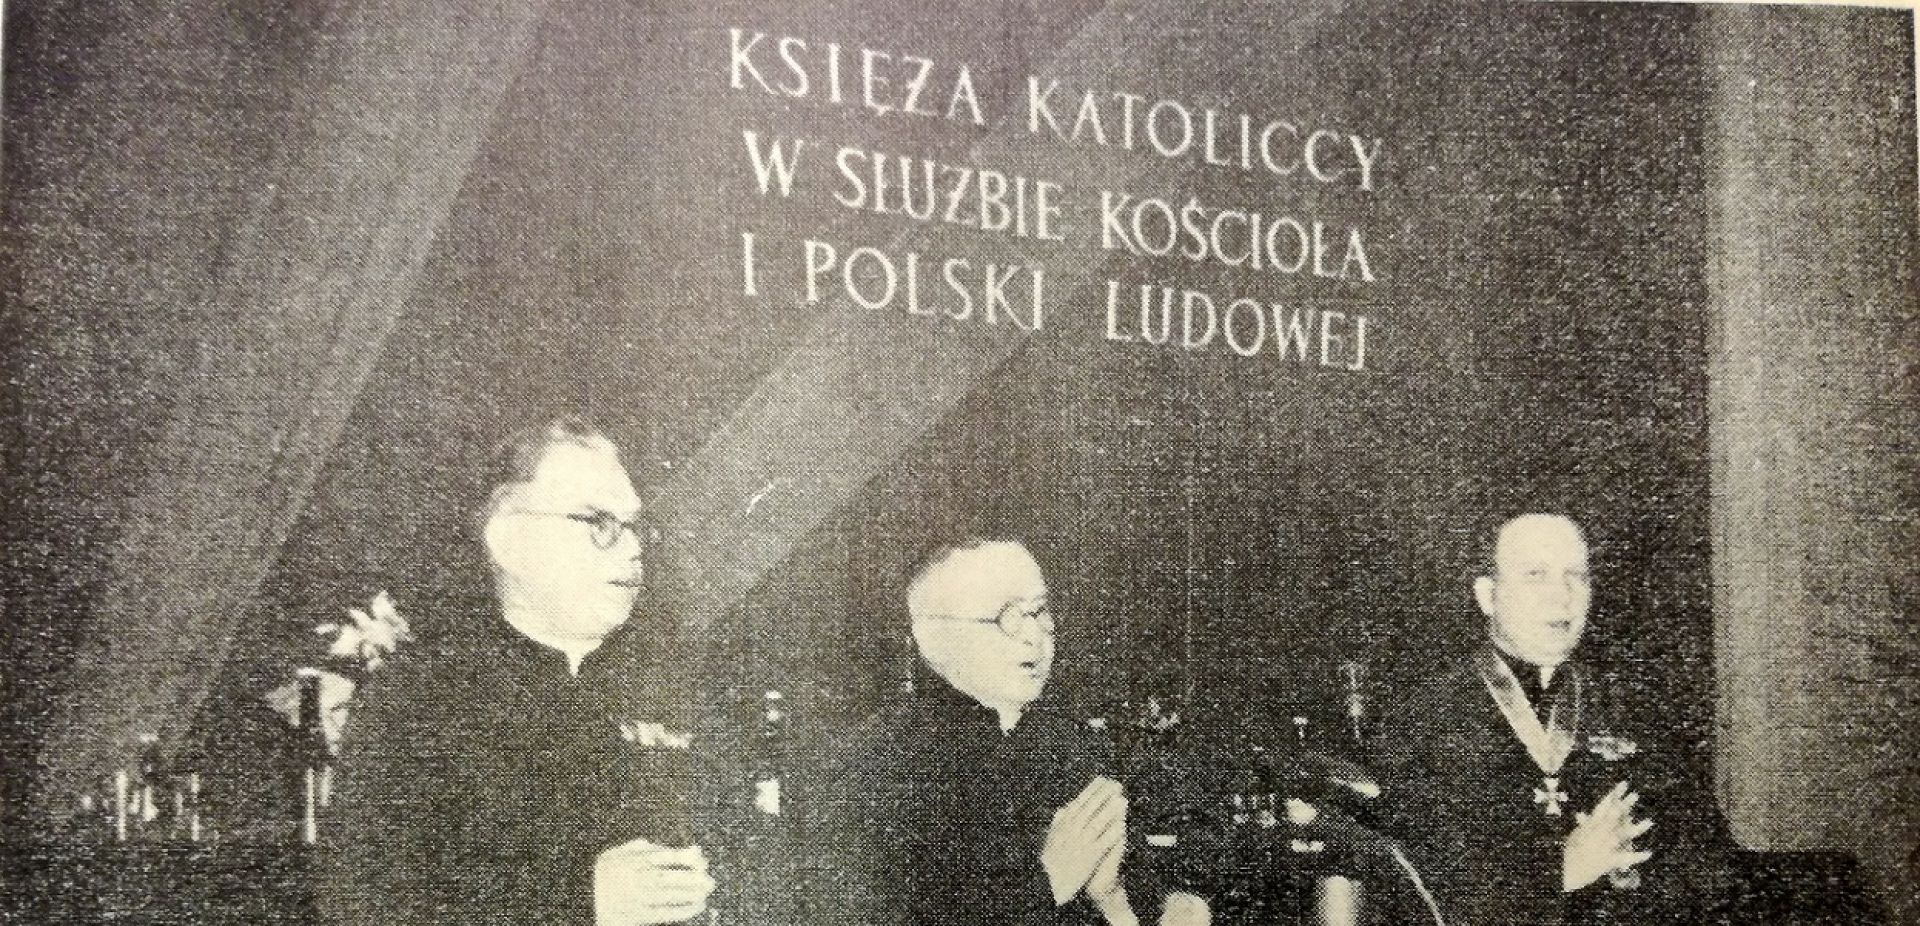 KSIĘŻA KATOLICCY
W SŁUŻBIE KOŚCIOŁA
I POLSKI LUDOWEJ